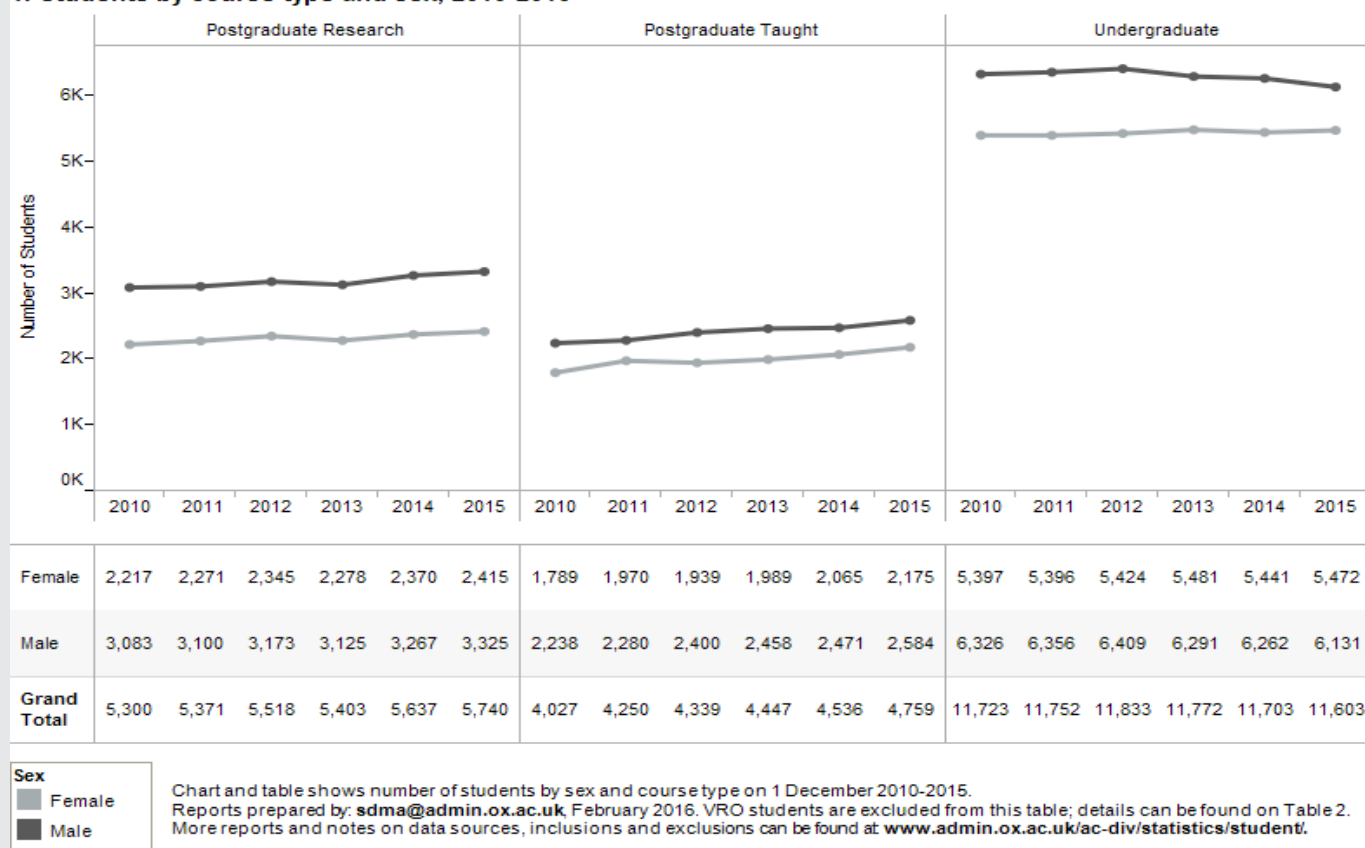 Postgraduate Research Postgraduate Taught Undergraduate
Number of Students
6K
5K
4K
3K
2K
1K
0K
2010 2011 2012 2013 2014 2015 2010 2011 2012 2013 2014 2015 2010 2011 2012 2013 2014 2015
Female 2,217 2,271 2,345 2,278 2,370 2,415 1,789 1,970 1,939 1,989 2,065 2,175 5,397 5,396 5,424 5,481 5,441 5,472
Male 3,083 3,100 3,173 3,125 3,267 3,325 2,238 2,280 2,400 2,458 2,471 2,584 6,326 6,356 6,409 6,291 6,262 6,131
Grand Total 5,300 5,371 5,518 5,403 5,637 5,740 4,027 4,250 4,339 4,447 4,536 4,759 11,723 11,752 11,833 11,772 11,703 11,603
Sex
Female
Male
Chart and table shows number of students by sex and course type on 1 December 2010-2015.
Reports prepared by: sdma@admin.ox.ac.uk, February 2016. VRO students are excluded from this table; details can be found on Table 2.
More reports and notes on data sources, inclusions and exclusions can be found at www.admin.ox.ac.uk/ac-div/statistics/student/.